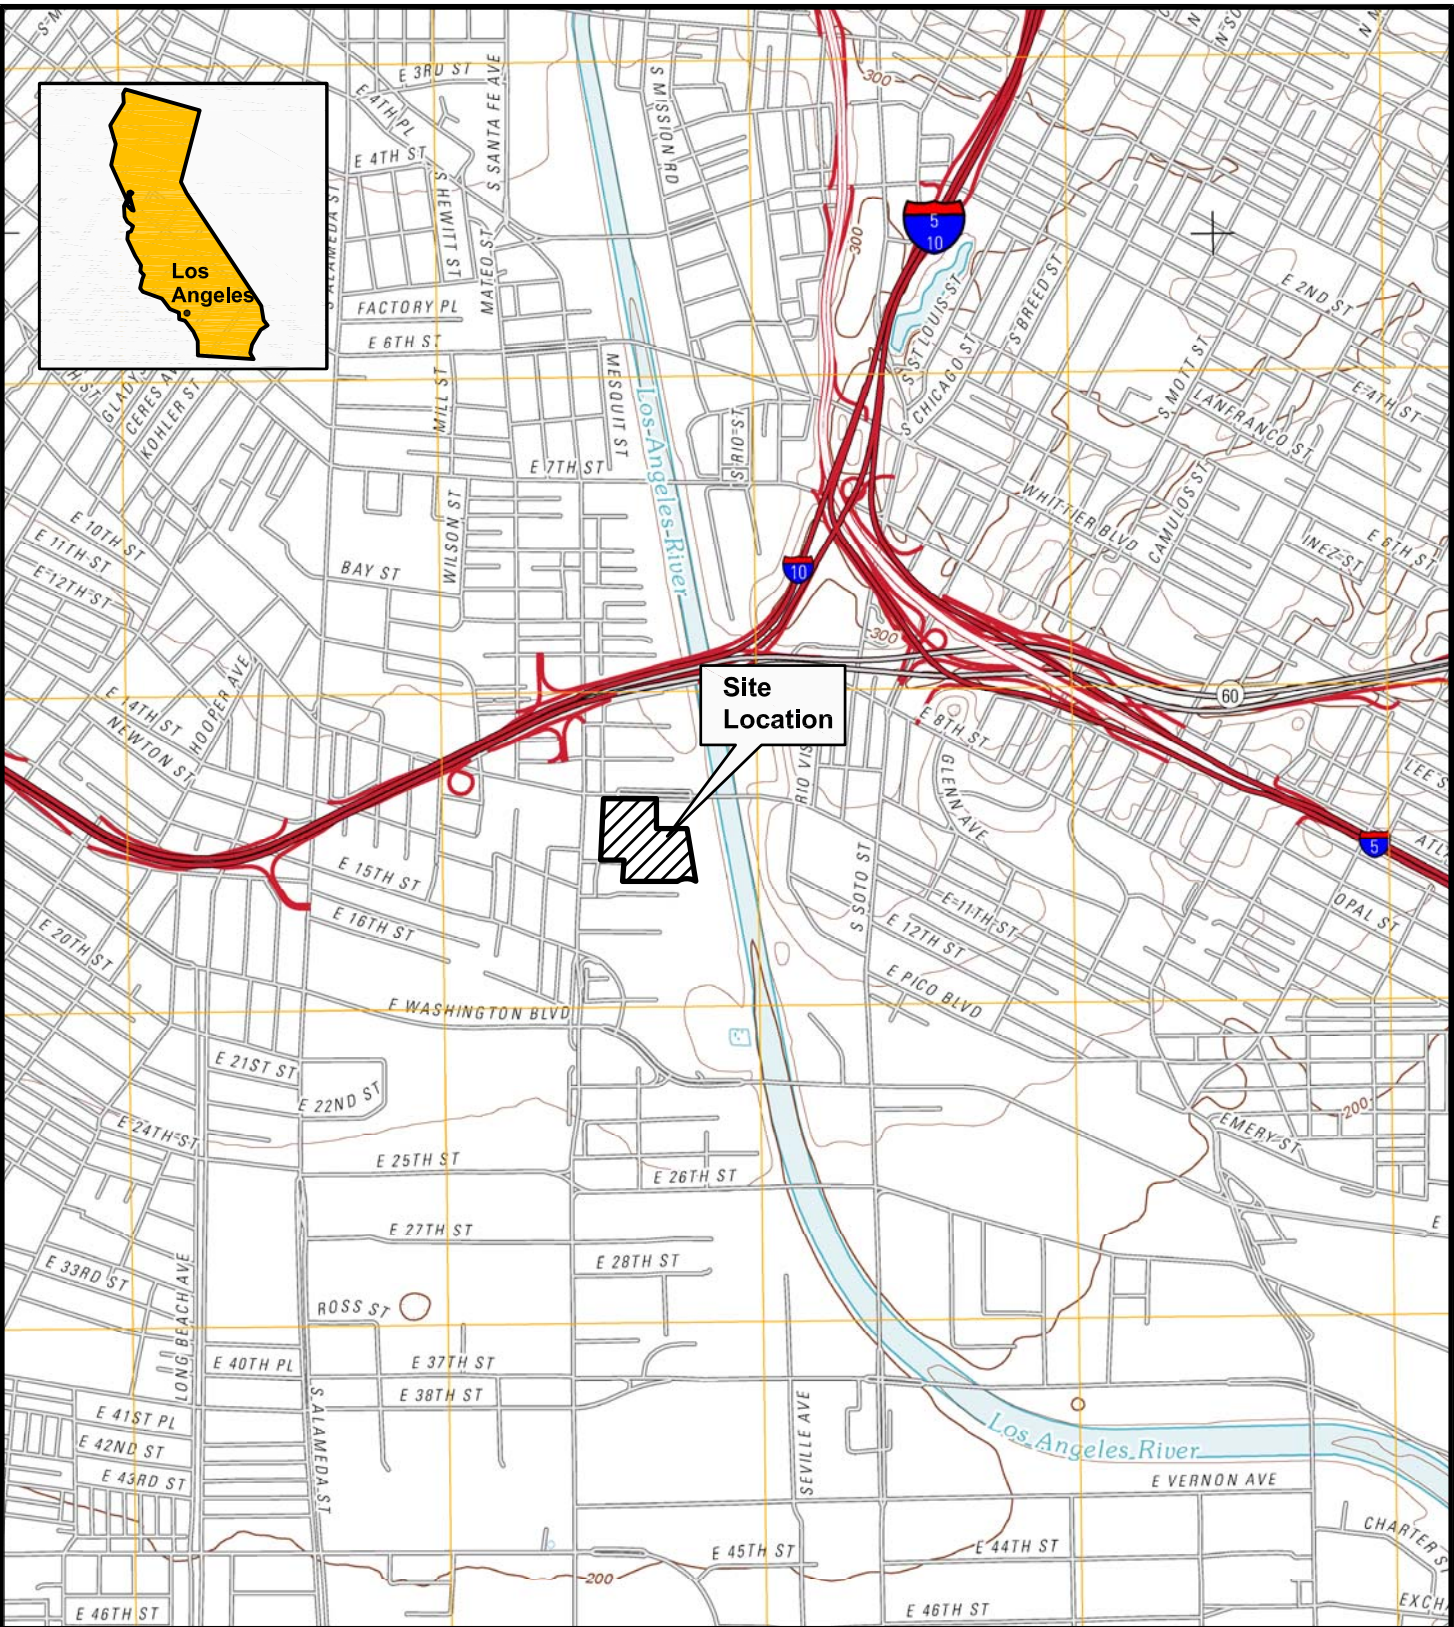 E 3RD ST
E 4TH PL
S SANTA FE AVE
S MISSION RD
300
E 4TH ST
S HEWITT ST
MATEO ST
S ALAMEDA ST
5
10
300
Los
Angeles
FACTORY PL
E 6TH ST
MILL ST
MESQUIT ST
Los Angeles River
S RIO ST
E 7TH ST
S ST LOUIS ST
S CHICAGO ST
S BREED ST
E 2ND ST
S MOTT ST
LANFRANCO ST
E 4TH ST
WHITTIER BLVD
CAMULOS ST
INEZ ST
E 6TH ST
CERES AV
KOHLER ST
E 10TH ST
E 11TH ST
E 12TH ST
BAY ST
WILSON ST
10
300
60
Site
Location
E 14TH ST
NEWTON ST
HOOPER AVE
E 8TH ST
GLENN AVE
RIO VIS
LEE S
5
ATL
OPAL ST
E 15TH ST
E 16TH ST
S SOTO ST
E 11TH ST
E 12TH ST
E PICO BLVD
E 20TH ST
E WASHINGTON BLVD
E 21ST ST
E 22ND ST
E 24TH ST
E 25TH ST
E 26TH ST
EMERY ST
200
E 27TH ST
E 28TH ST
E
E 33RD ST
LONG BEACH AVE
ROSS ST
E 40TH PL
E 37TH ST
E 38TH ST
S ALAMEDA ST
SEVILLE AVE
E 41ST PL
E 42ND ST
E 43RD ST
Los Angeles River
E VERNON AVE
CHARTER S
E 45TH ST
E 44TH ST
200
E 46TH ST
E 46TH ST
EXCH